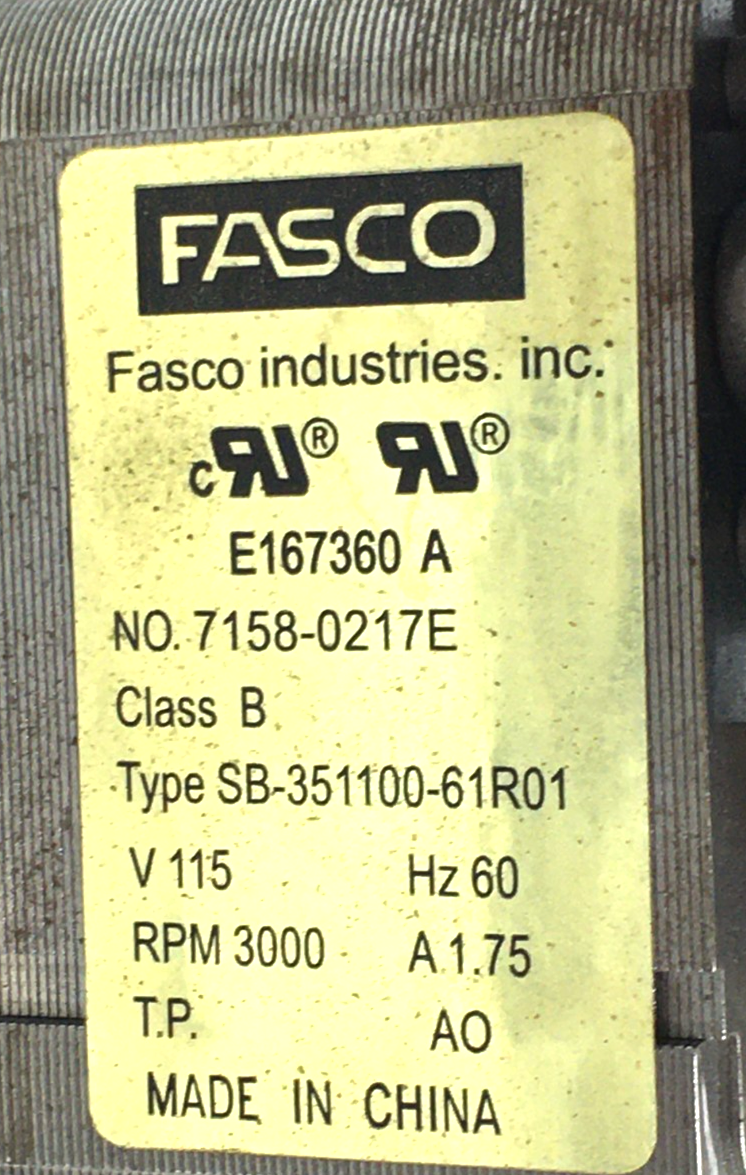 FASCO
Fasco industries. inc.
cRU® RU®
E167360 A
NO. 7158-0217E
Class B
Type SB-351100-61R01
V 115 Hz 60
RPM 3000 A 1.75
T.P. AO
MADE IN CHINA